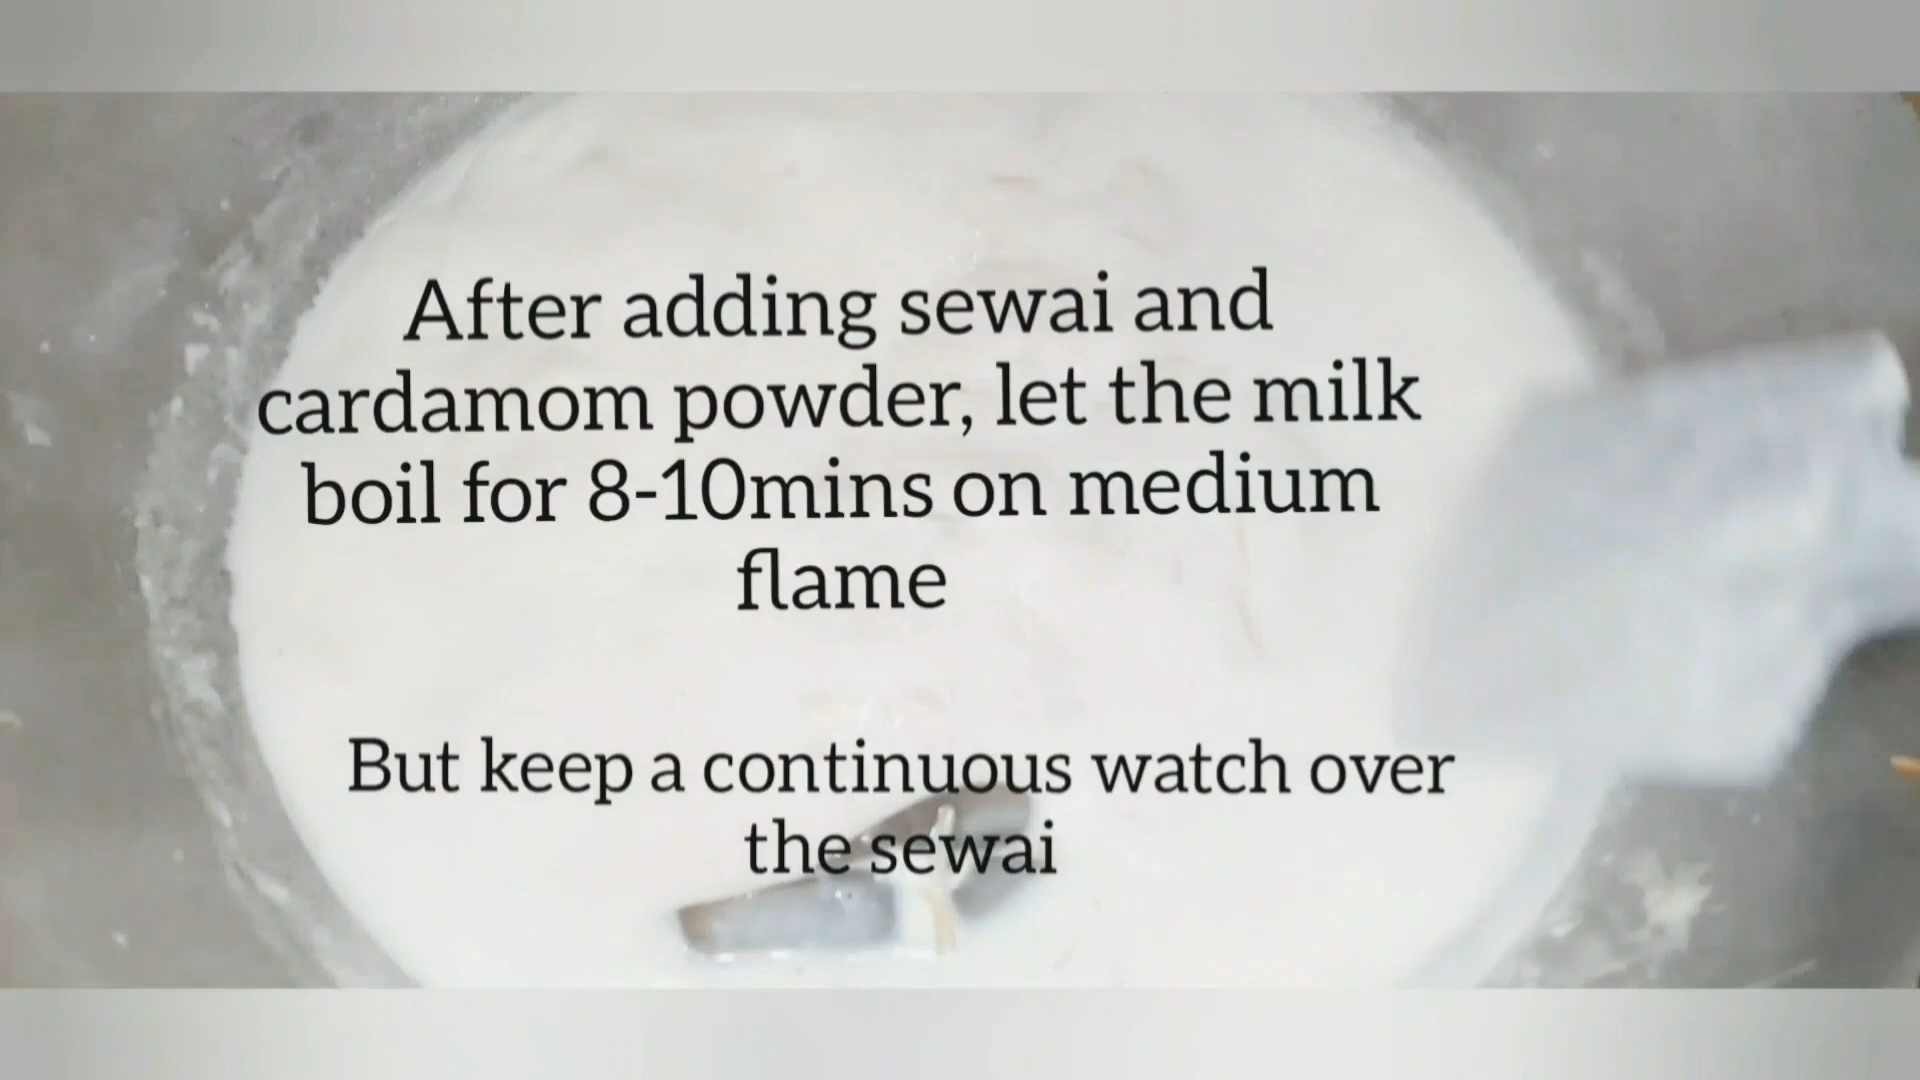 After adding sewai and
cardamom powder, let the milk
boil for 8-10mins on medium
flame
But keep a continuous watch over
the sewai